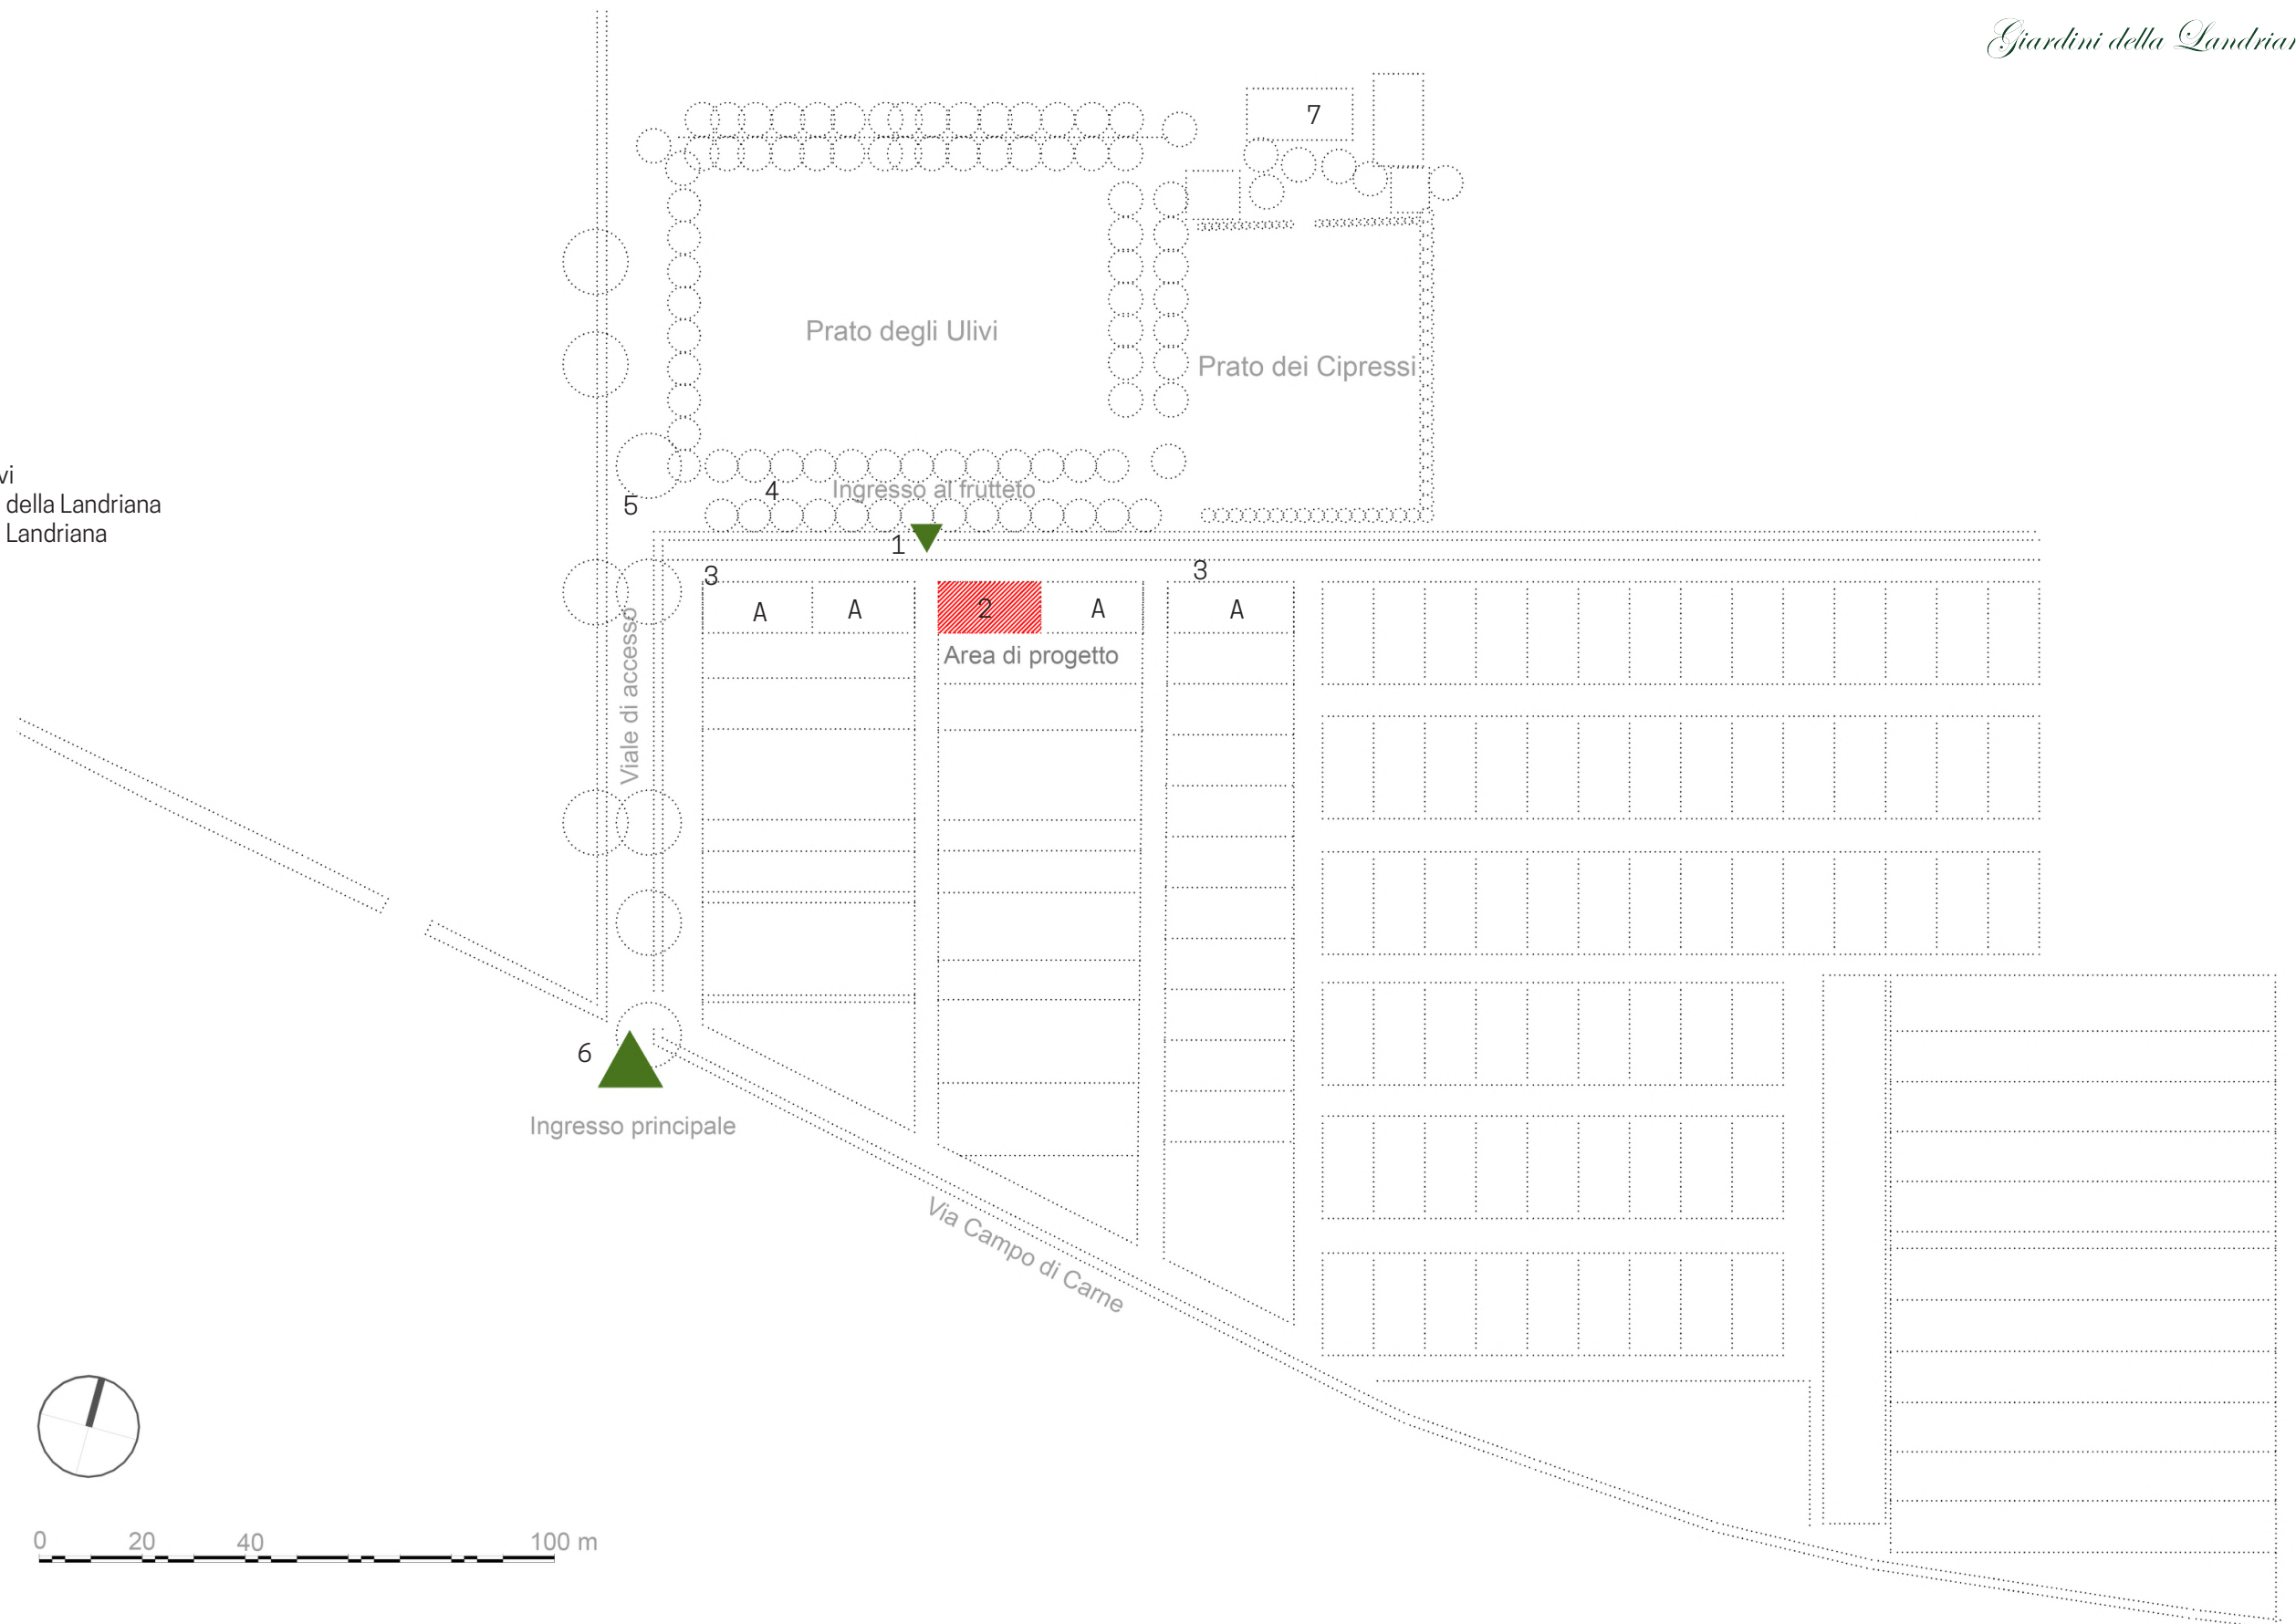 Giardini della Landrian
7
Prato degli Ulivi
Prato dei Cipressi
vi
della Landriana
Landriana
5
4
Ingresso al frutteto
1
3
3
A
A
2
A
A
Area di progetto
Viale di accesso
6
Ingresso principale
Via Campo di Carne
0 20 40 100 m